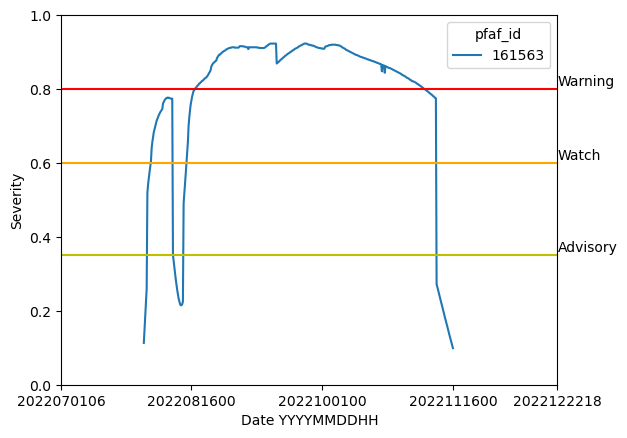 1.0
pfaf_id
161563
Warning
0.8
Watch
0.6
Severity
0.4
Advisory
0.2
0.0
2022070106 2022081600 2022100100 2022111600 2022122218
Date YYYYMMDDHH